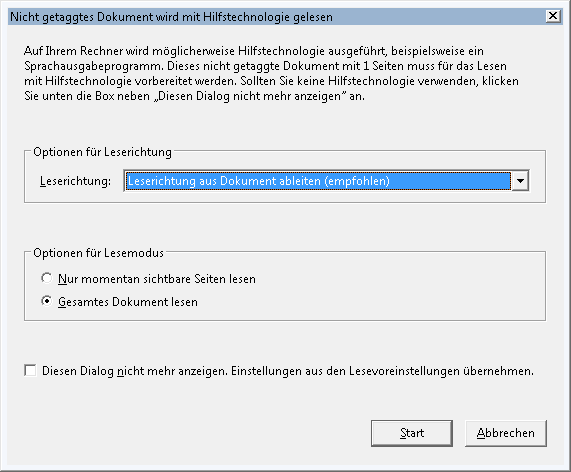 Nicht getaggtes Dokument wird mit Hilfstechnologie gelesen
Auf Ihrem Rechner wird möglicherweise Hilfstechnologie ausgeführt, beispielsweise ein
Sprachausgabeprogramm. Dieses nicht getaggte Dokument mit 1 Seiten muss für das Lesen
mit Hilfstechnologie vorbereitet werden. Sollten Sie keine Hilfstechnologie verwenden, klicken
Sie unten die Box neben „Diesen Dialog nicht mehr anzeigen” an.
Optionen für Leserichtung
Leserichtung: Leserichtung aus Dokument ableiten (empfohlen)
Optionen für Lesemodus
Nur momentan sichtbare Seiten lesen
Gesamtes Dokument lesen
Diesen Dialog nicht mehr anzeigen. Einstellungen aus den Lesevoreinstellungen übernehmen.
Start Abbrechen